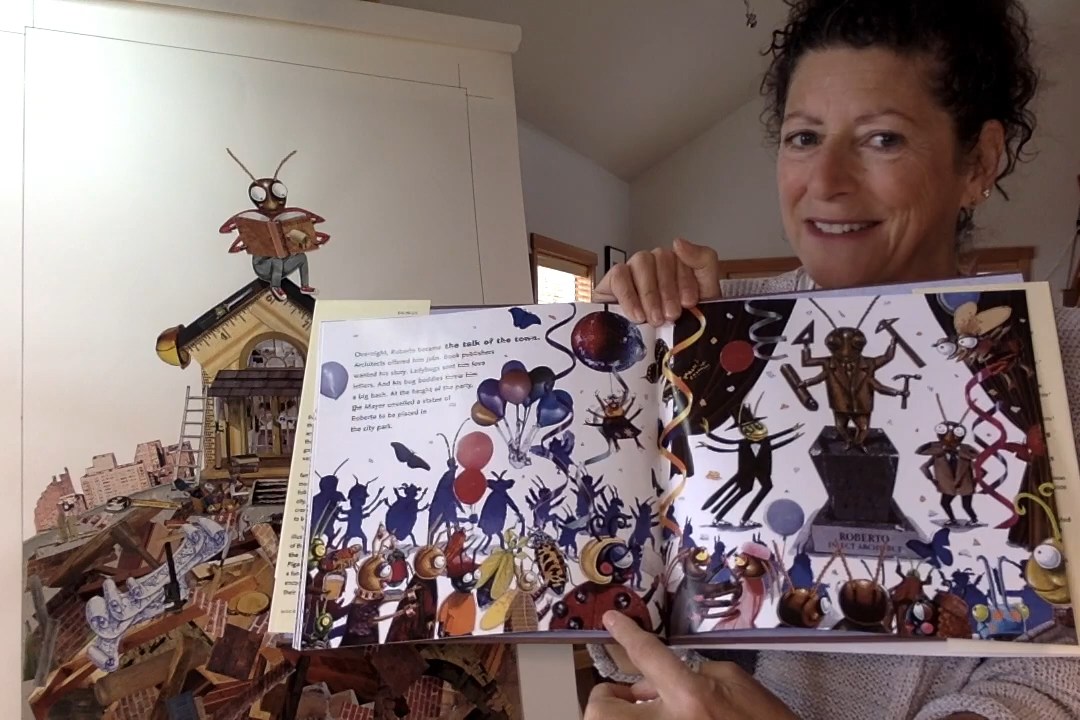 Overnight, Roberto became the talk of the town.
Architects offered him jobs. Book publishers
wanted his story. Ladybugs sent him love
letters. And his bug buddies threw him
a big bash. At the height of the party,
the Mayor unveiled a statue of
Roberto to be placed in
the city park.
ROBERTO
INSECT ARCHITECT